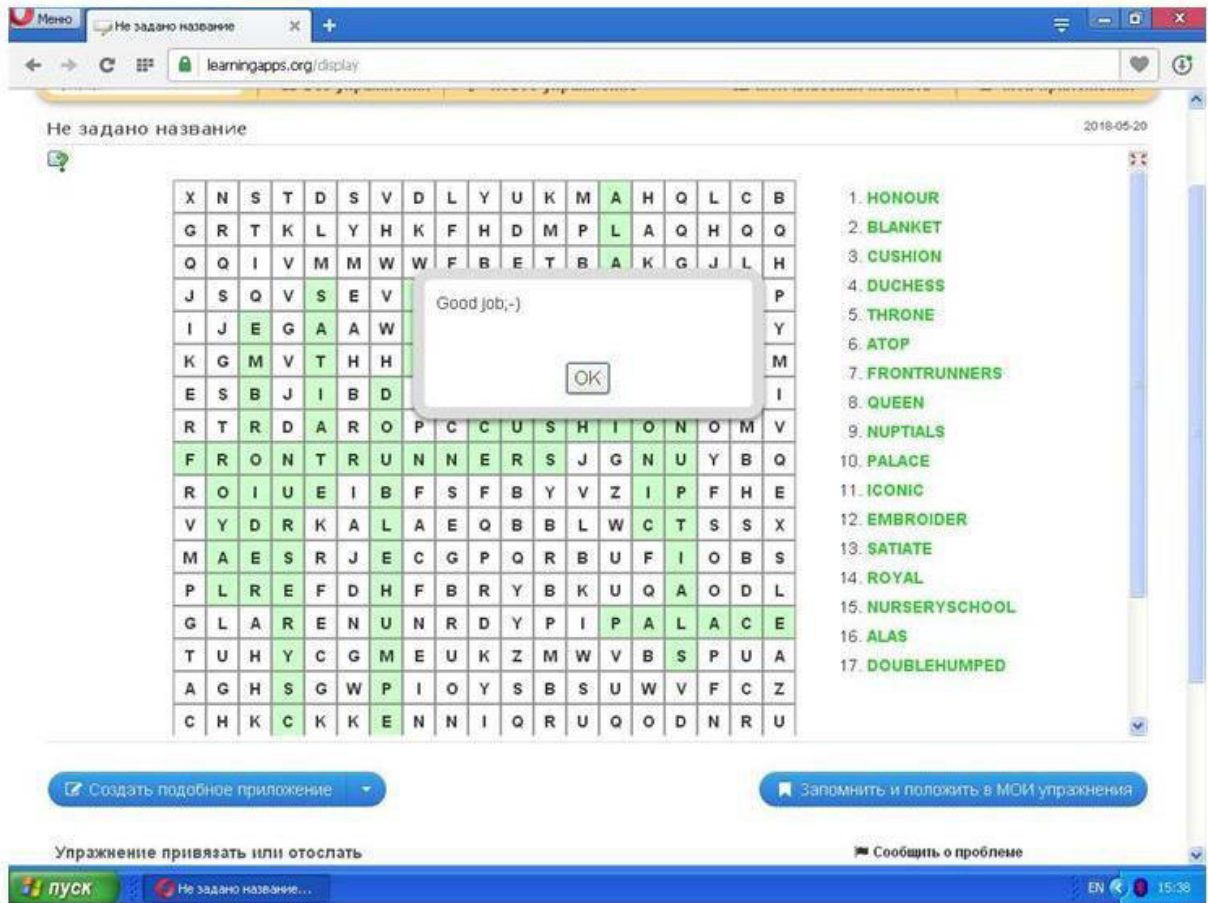 Меню
Не задано название
learningapps.org/display
Не задано название
2018-05-20
X N S T D S V D L Y U K M A H Q L C B
G R T K L Y H K F H D M P L A Q H Q Q
Q Q I V M M W W F B E T B A K G J L H
J S Q V S E V P
I J E G A A W Y
K G M V T H H M
E S B J I B D I
R T R D A R O P C C U S H I O N O M V
F R O N T R U N N E R S J G N U Y B Q
R O I U E I B F S F B Y V Z I P F H E
V Y D R K A L A E Q B B L W C T S S X
M A E S R J E C G P Q R B U F I O B S
P L R E F D H F B R Y B K U Q A O D L
G L A R E N U N R D Y P I P A L A C E
T U H Y C G M E U K Z M W V B S P U A
A G H S G W P I O Y S B S U W V F C Z
C H K C K K E N N I Q R U Q O D N R U
Good job;-)
OK
1. HONOUR
2. BLANKET
3. CUSHION
4. DUCHESS
5. THRONE
6. ATOP
7. FRONTRUNNERS
8. QUEEN
9. NUPTIALS
10. PALACE
11. ICONIC
12. EMBROIDER
13. SATIATE
14. ROYAL
15. NURSERYSCHOOL
16. ALAS
17. DOUBLEHUMPED
Создать подобное приложение
Запомнить и положить в МОИ упражнения
Упражнение привязать или отослать
Сообщить о проблеме
пуск
Не задано название...
EN
15:38